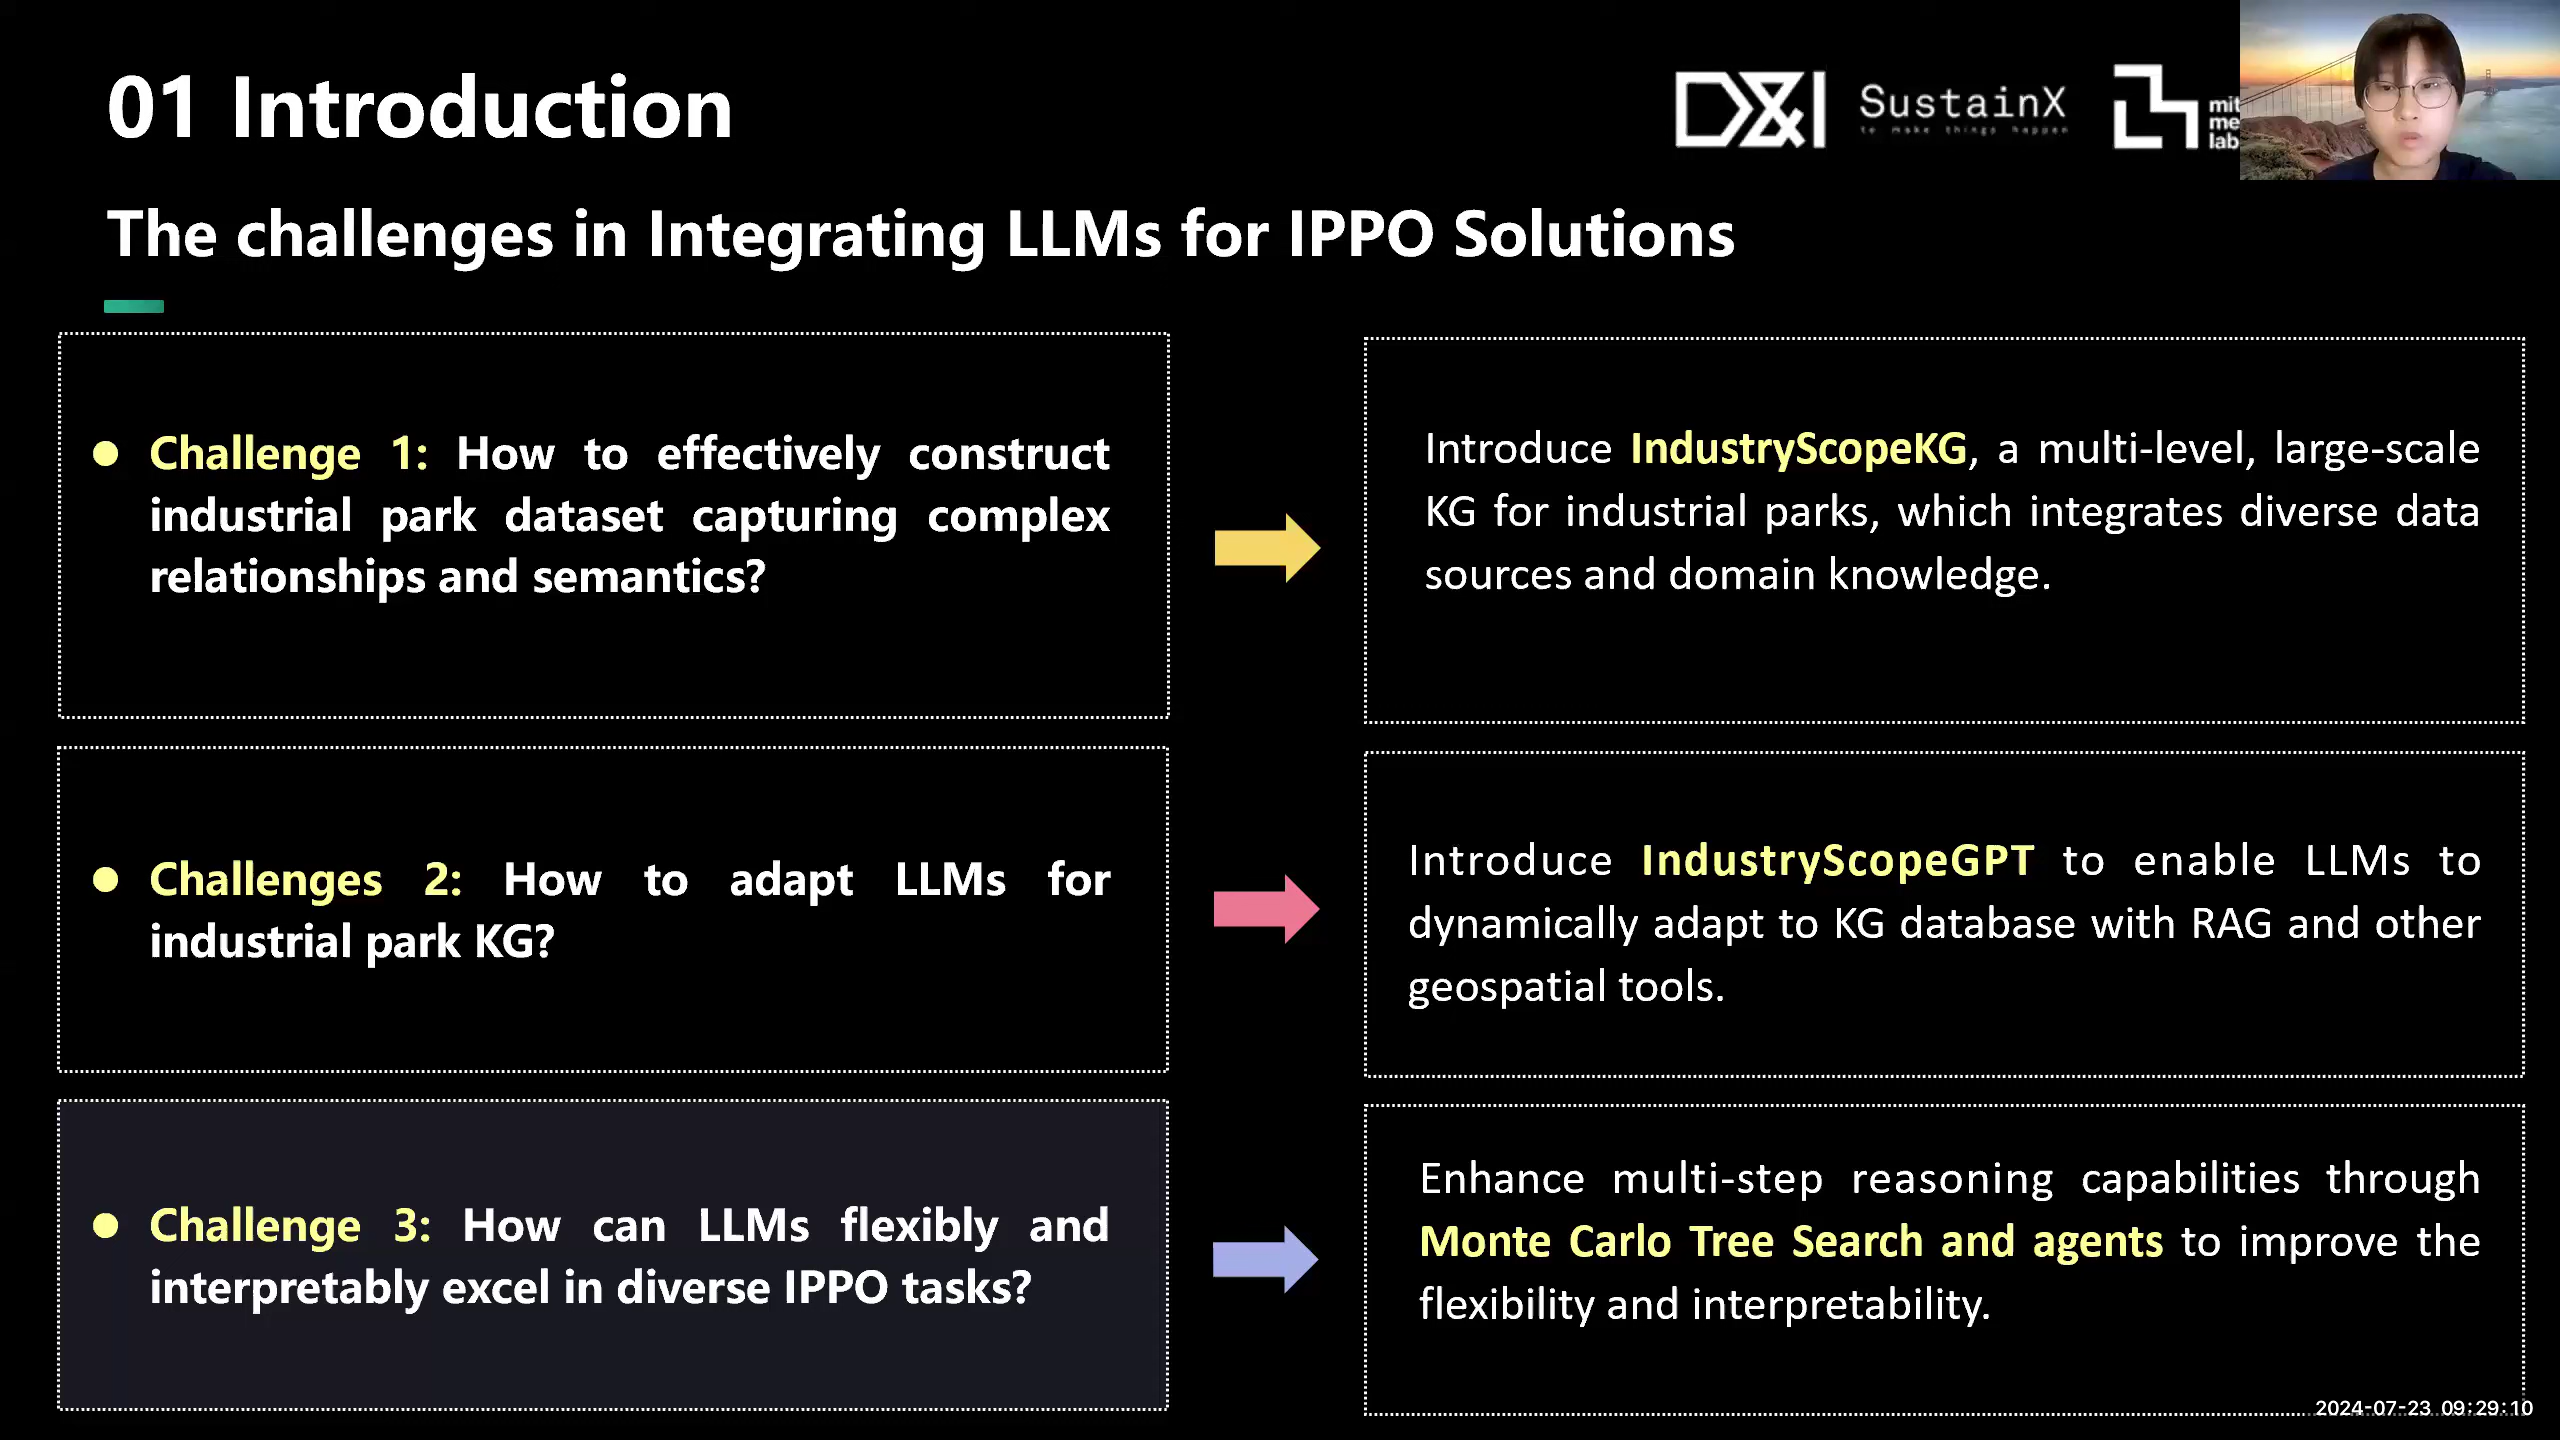 01 Introduction
D&I
SustainX
to make things happen
mit
me
lab
The challenges in Integrating LLMs for IPPO Solutions
Challenge 1: How to effectively construct
industrial park dataset capturing complex
relationships and semantics?
Introduce IndustryScopeKG, a multi-level, large-scale
KG for industrial parks, which integrates diverse data
sources and domain knowledge.
Challenges 2: How to adapt LLMs for
industrial park KG?
Introduce IndustryScopeGPT to enable LLMs to
dynamically adapt to KG database with RAG and other
geospatial tools.
Challenge 3: How can LLMs flexibly and
interpretably excel in diverse IPPO tasks?
Enhance multi-step reasoning capabilities through
Monte Carlo Tree Search and agents to improve the
flexibility and interpretability.
2024-07-23 09:29:10